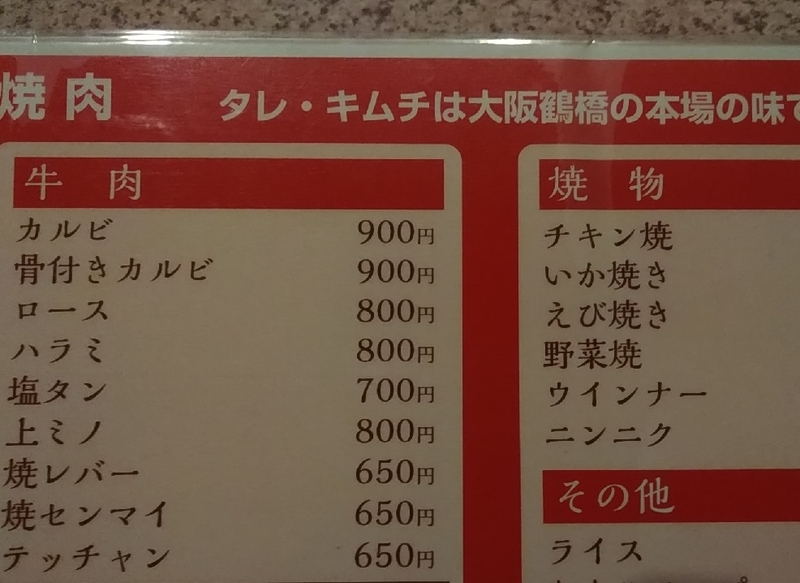 焼肉
タレ・キムチは大阪鶴橋の本場の味で
牛 肉
カルビ 900円
骨付きカルビ 900円
ロース 800円
ハラミ 800円
塩タン 700円
上ミノ 800円
焼レバー 650円
焼センマイ 650円
テッチャン 650円
焼 物
チキン焼
いか焼き
えび焼き
野菜焼
ウインナー
ニンニク
その他
ライス